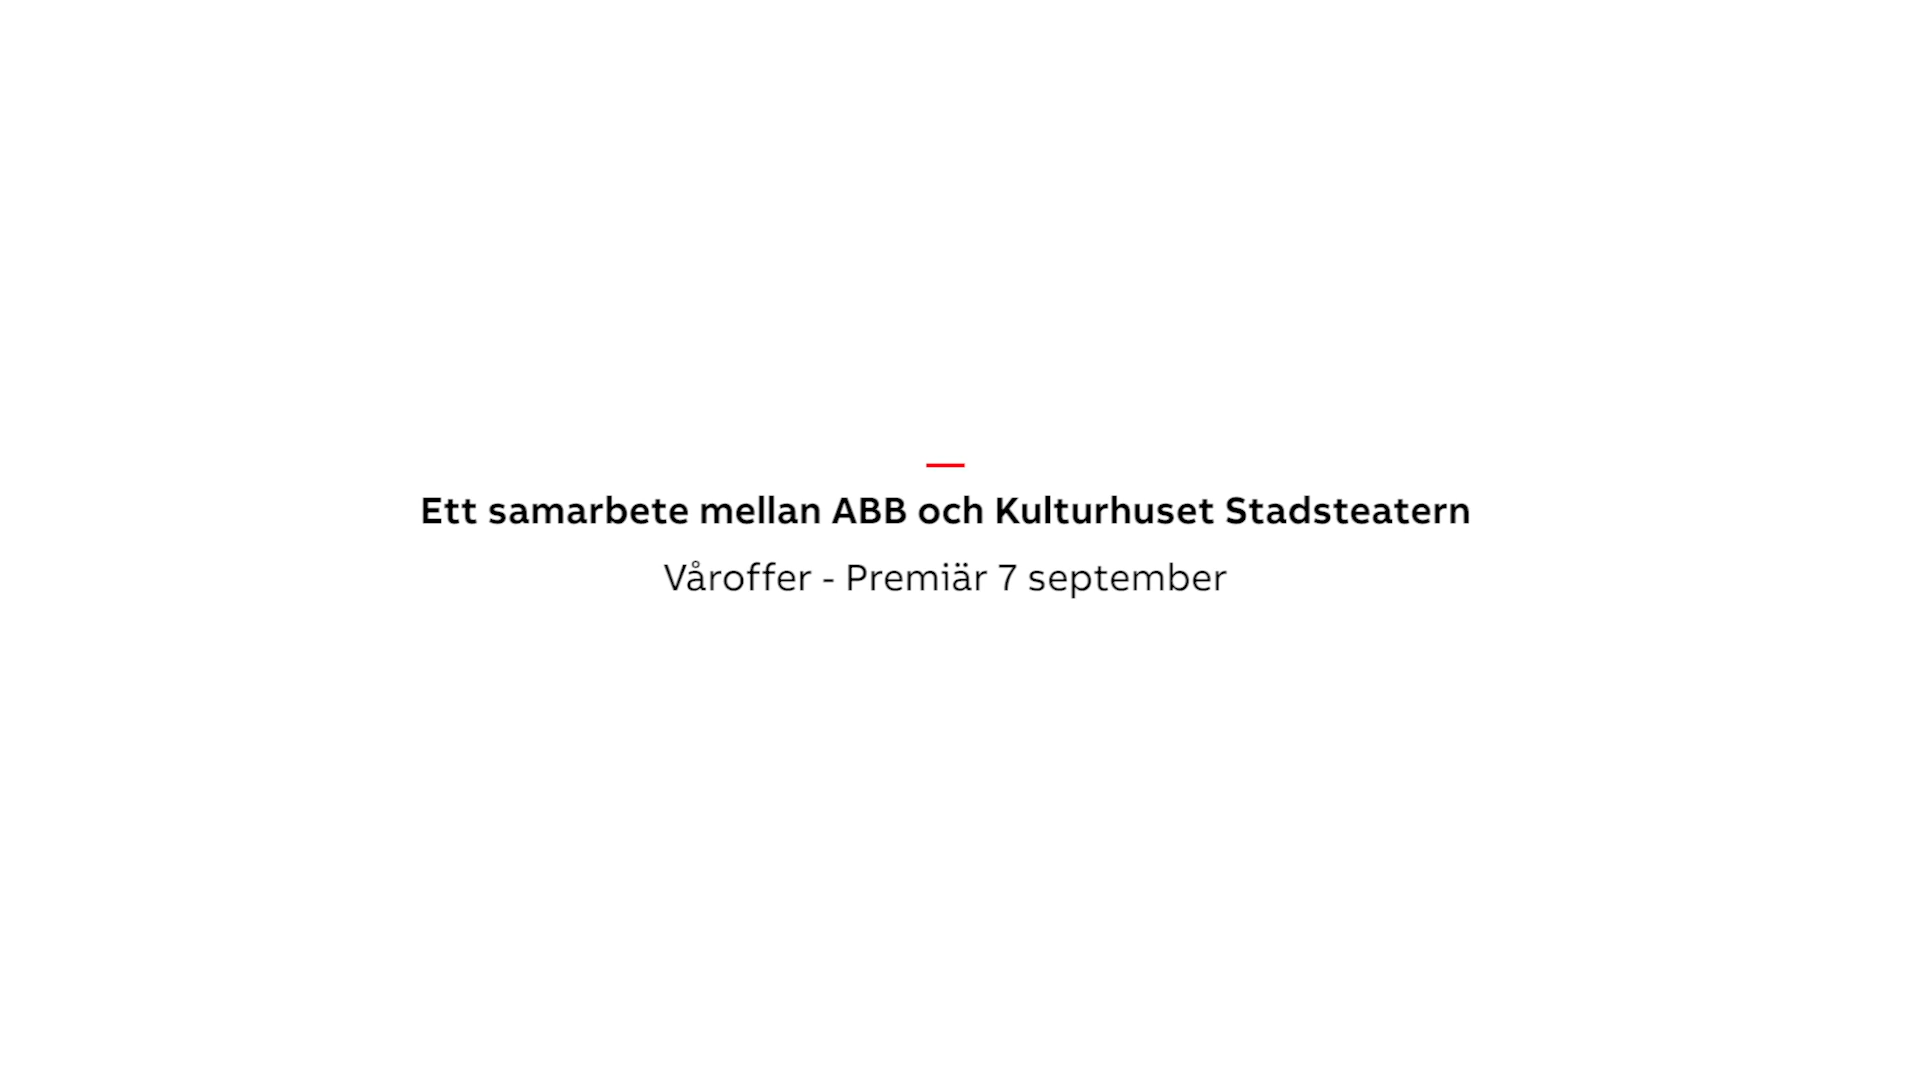 Ett samarbete mellan ABB och Kulturhuset Stadsteatern
Våroffer - Premiär 7 september